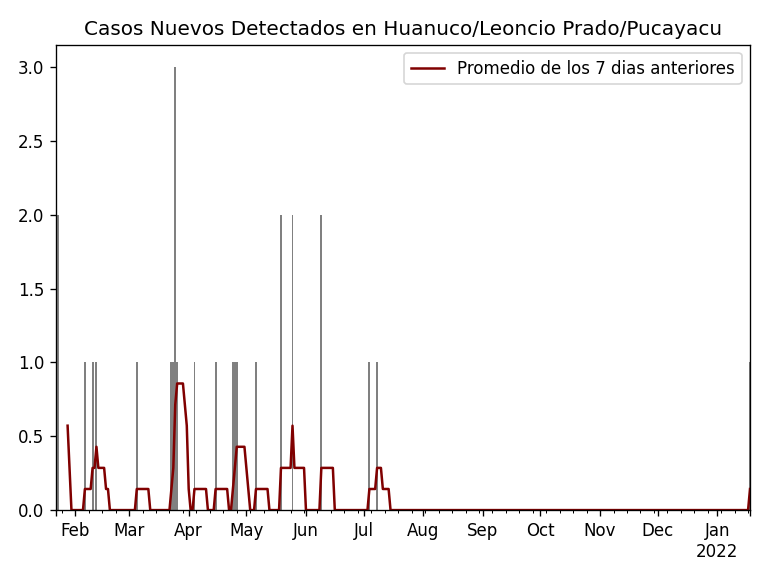 Casos Nuevos Detectados en Huanuco/Leoncio Prado/Pucayacu
Promedio de los 7 dias anteriores
3.0
2.5
2.0
1.5
1.0
0.5
0.0
Feb Mar Apr May Jun Jul Aug Sep Oct Nov Dec Jan
2022